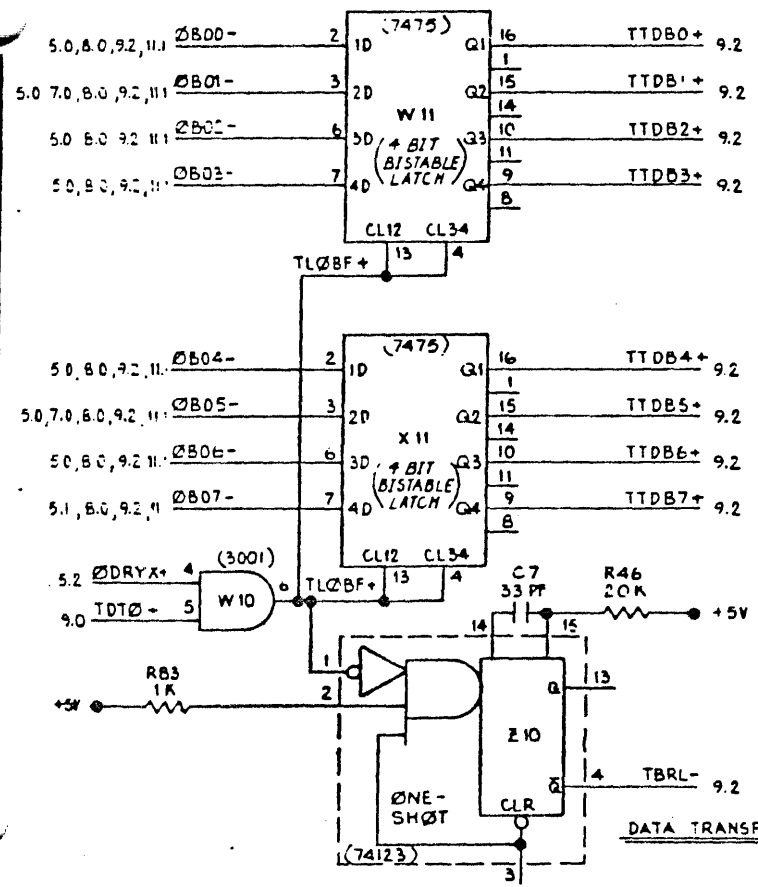 (7475)
5.0,8.0,9.2,11.1 ØB00- 2 1D Q1 16 TTDB0+ 9.2
1
5.0 7.0,8.0,9.2,11.1 ØB01- 3 2D Q2 15 TTDB1+ 9.2
W11
14
5.0 8.0 9.2 11.1 ØB02- 6 3D Q3 10 TTDB2+ 9.2
(4 BIT
BISTABLE
LATCH)
11
5.0,8.0,9.2,11.1 ØB03- 7 4D Q4 9 TTDB3+ 9.2
8
CL12 CL34
13 4
TLØBF+
(7475)
5.0,8.0,9.2,11. ØB04- 2 1D Q1 16 TTDB4+ 9.2
1
5.0,7.0,8.0,9.2,11.1 ØB05- 3 2D Q2 15 TTDB5+ 9.2
X11
14
5.0,8.0,9.2 11. ØB06- 6 3D Q3 10 TTDB6+ 9.2
(4 BIT
BISTABLE
LATCH)
11
5.1,8.0,9.2,11 ØB07- 7 4D Q4 9 TTDB7+ 9.2
8
CL12 CL34
13 4
(3001)
5.2 ØDRYX+ 4
W10 6 TLØBF+
9.0 TDTØ+ 5
C7
33 PF
R46
20K
+5V
14 15
1
R83
1K
+5V
2
Q 13
Z10
Q 4 TBRL- 9.2
ØNE-
SHØT
CLR
(74123)
3
DATA TRANSF